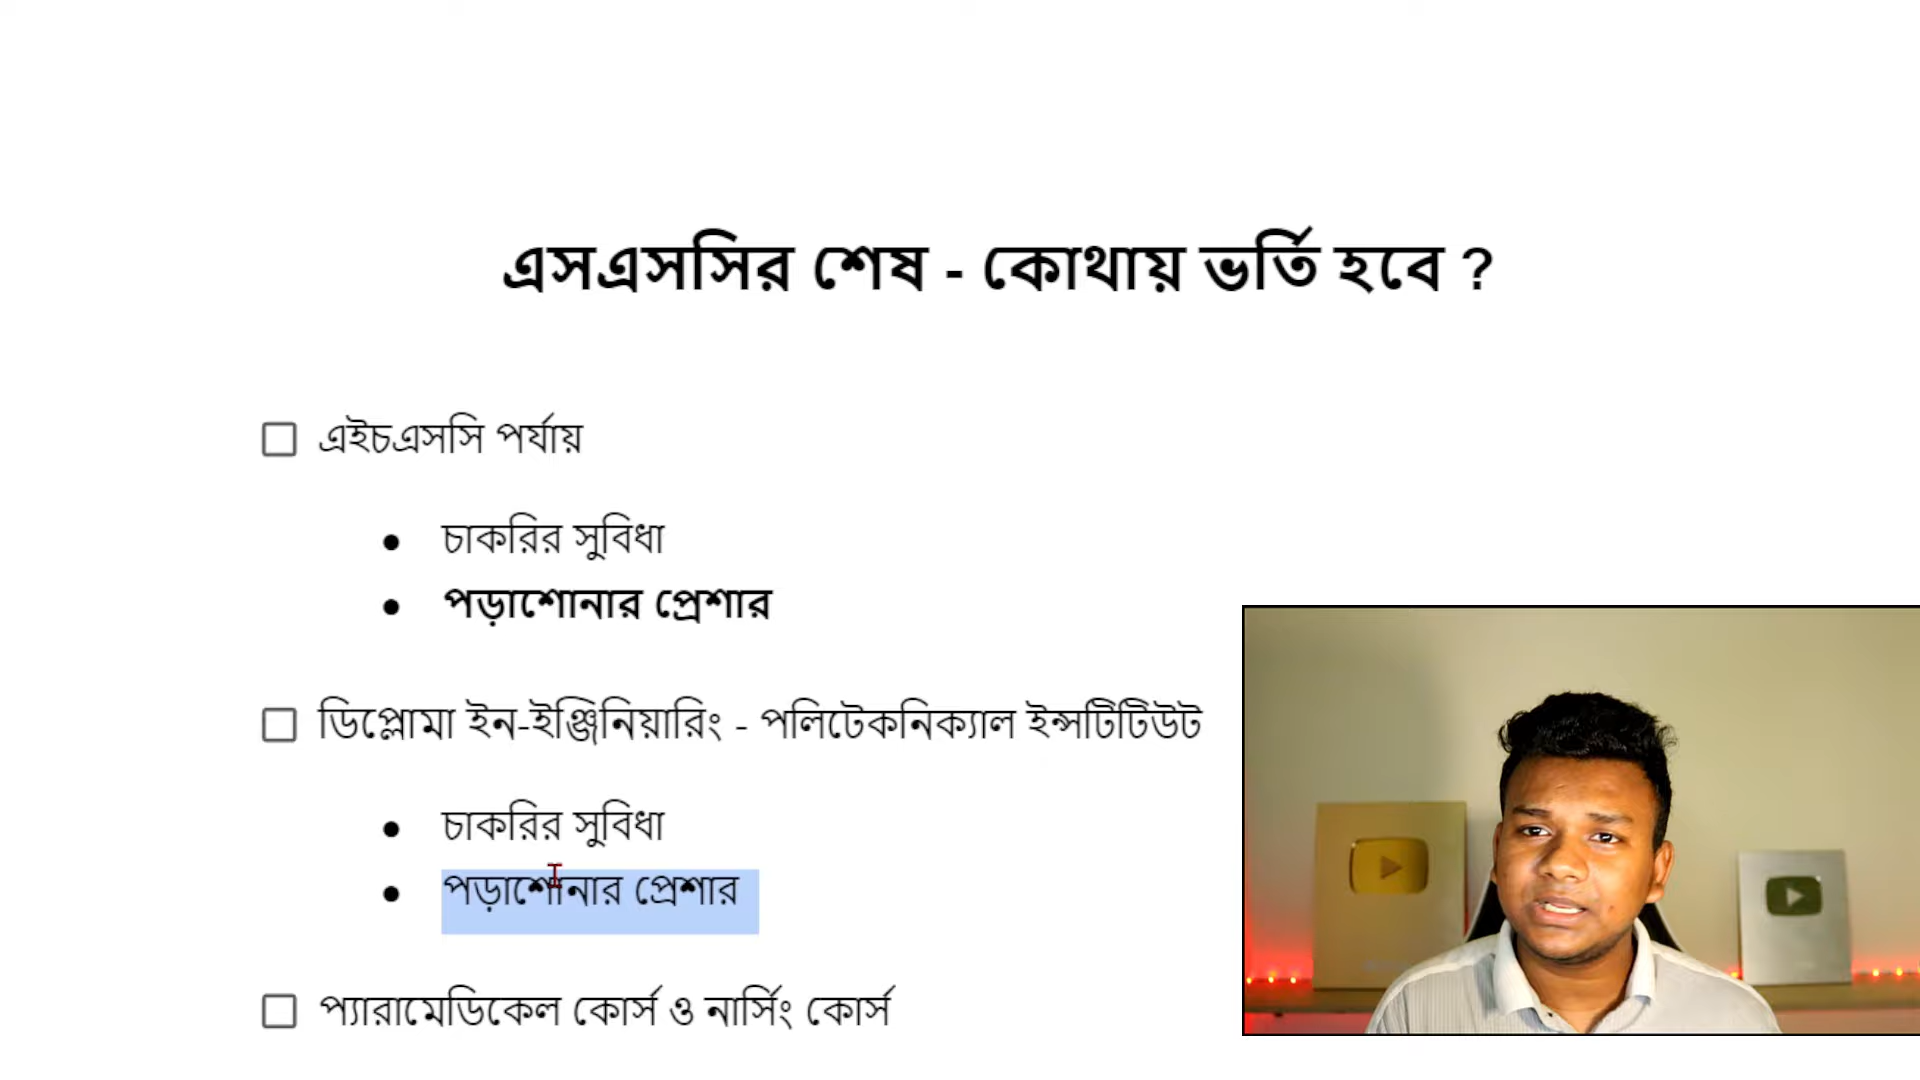 এসএসসির শেষ - কোথায় ভর্তি হবে ?
এইচএসসি পর্যায়
চাকরির সুবিধা
পড়াশোনার প্রেশার
ডিপ্লোমা ইন-ইঞ্জিনিয়ারিং - পলিটেকনিক্যাল ইন্সটিটিউট
চাকরির সুবিধা
পড়াশোনার প্রেশার
প্যারামেডিকেল কোর্স ও নার্সিং কোর্স